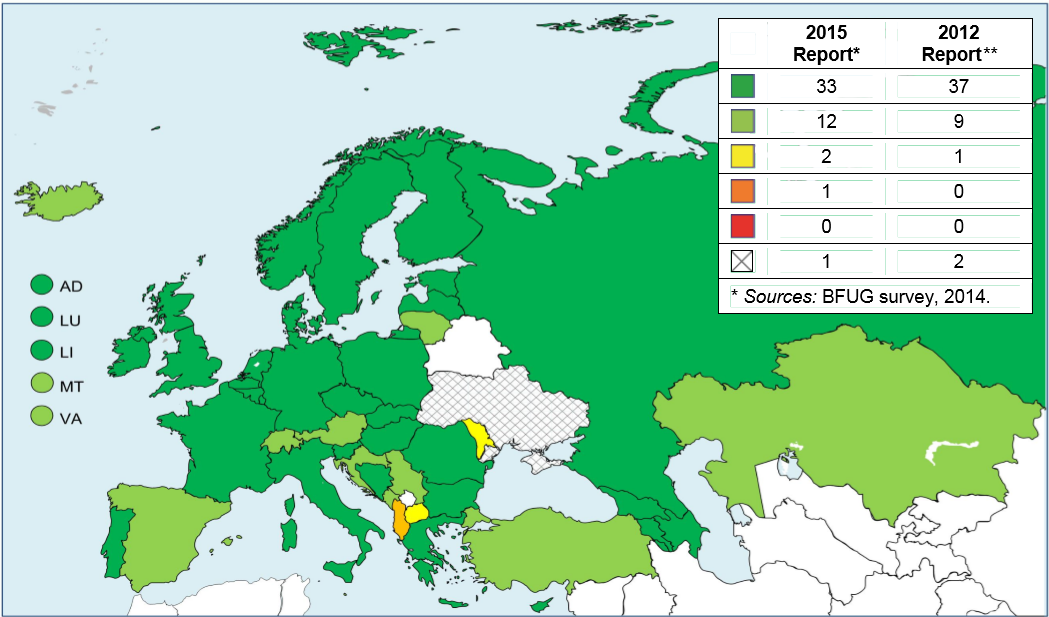 2015 Report*
2012 Report**
33 37
12 9
2 1
1 0
0 0
1 2
* Sources: BFUG survey, 2014.
AD
LU
LI
MT
VA